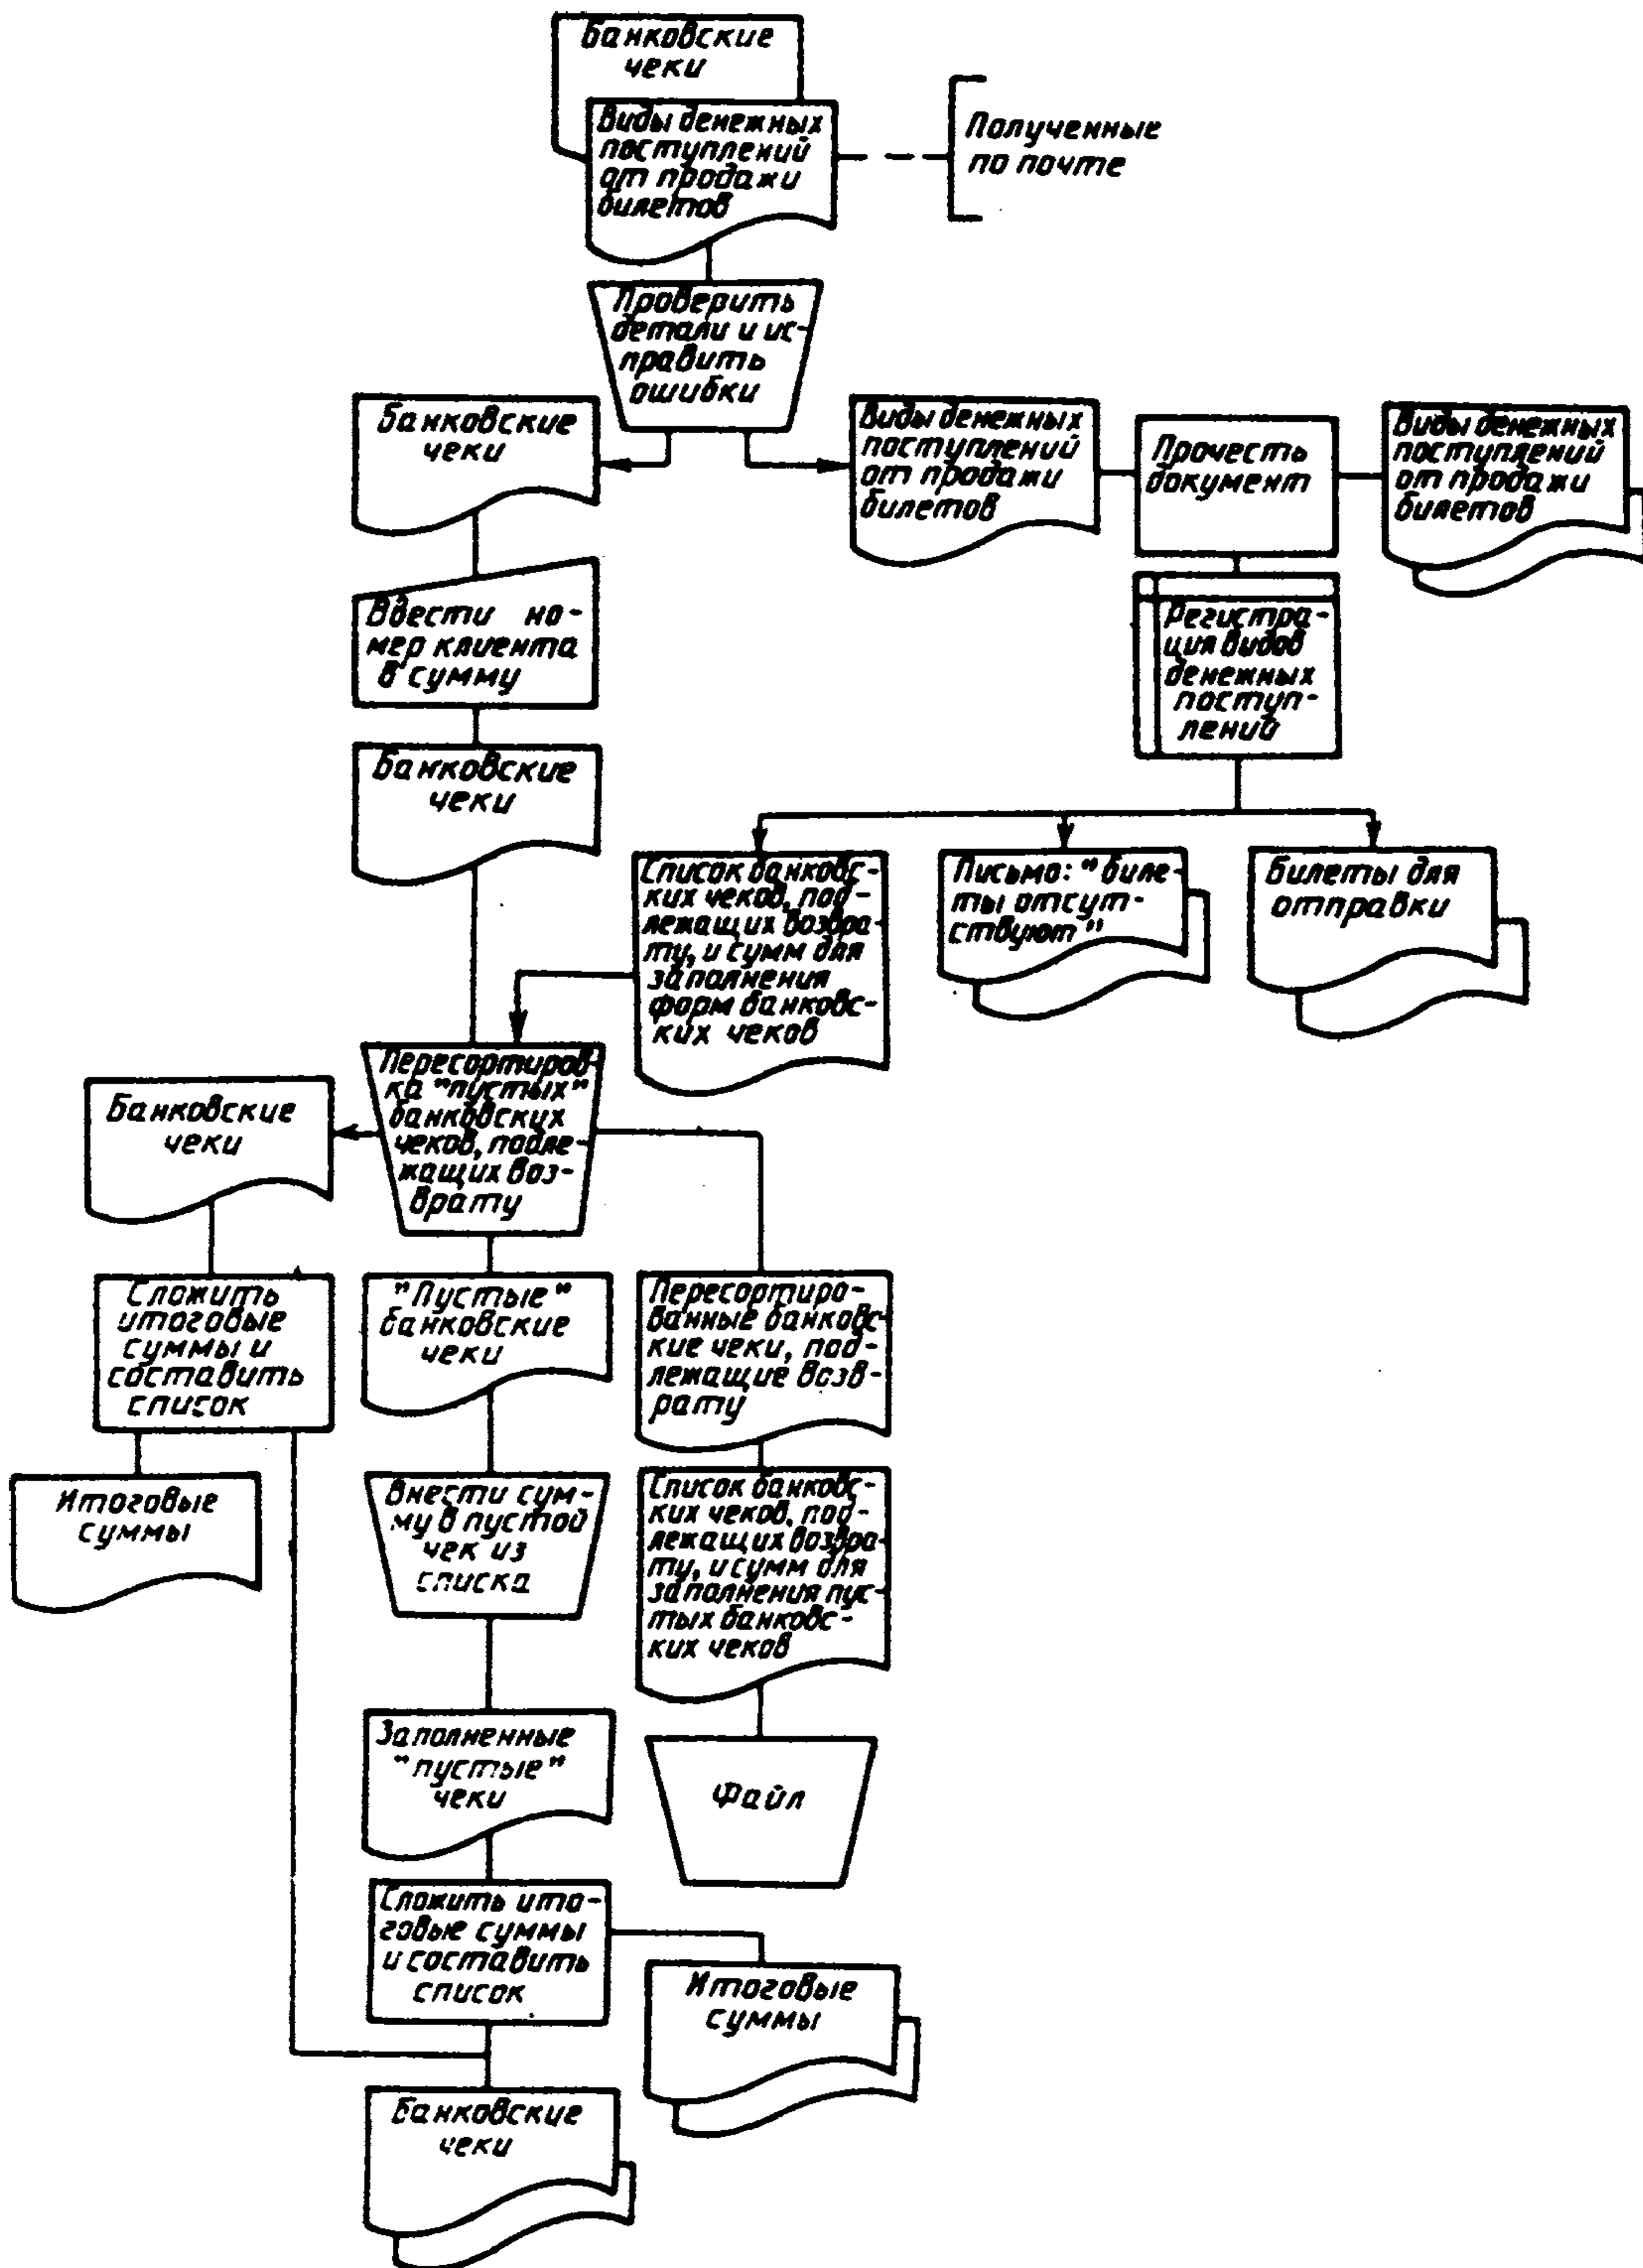 Банковские
чеки
Виды денежных
поступлений
от продажи
билетов
Полученные
по почте
Проверить
детали и ис-
править
ошибки
Банковские
чеки
Виды денежных
поступлений
от продажи
билетов
Прочесть
документ
Виды денежных
поступлений
от продажи
билетов
Ввести но-
мер клиента
в сумму
Регистра-
ция видов
денежных
поступ-
лений
Банковские
чеки
Список банковс-
ких чеков, под-
лежащих возвра-
ту, и сумм для
заполнения
форм банковс-
ких чеков
Письмо: "биле-
ты отсут-
ствуют"
Билеты для
отправки
Пересортиров-
ка "пустых"
банковских
чеков, подле-
жащих воз-
врату
Банковские
чеки
Сложить
итоговые
суммы и
составить
список
"Пустые"
банковские
чеки
Пересортиро-
ванные банковс-
кие чеки, под-
лежащие возв-
рату
Итоговые
суммы
Внести сум-
му в пустой
чек из
списка
Список банковс-
ких чеков, под-
лежащих возвра-
ту, и сумм для
заполнения пус-
тых банковс-
ких чеков
Заполненные
"пустые"
чеки
Файл
Сложить ито-
говые суммы
и составить
список
Итоговые
суммы
Банковские
чеки